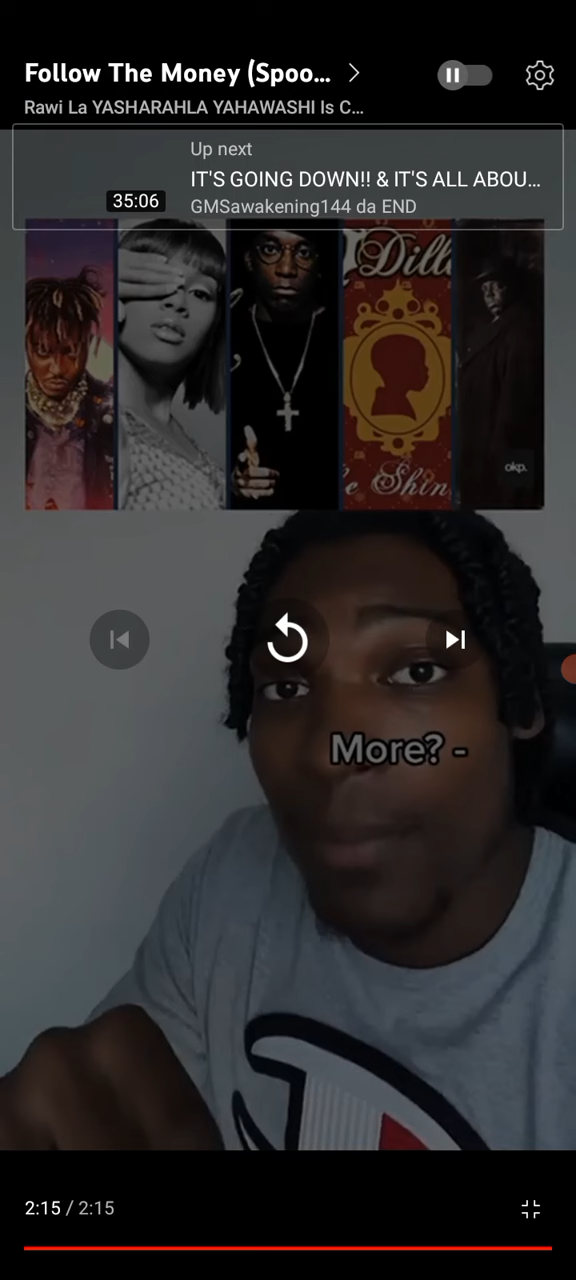 Follow The Money (Spoo...
Rawi La YASHARAHLA YAHAWASHI Is C...
Up next
IT'S GOING DOWN!! & IT'S ALL ABOU...
35:06
GMSawakening144 da END
Dill
okp.
e Shin
More? -
2:15 / 2:15